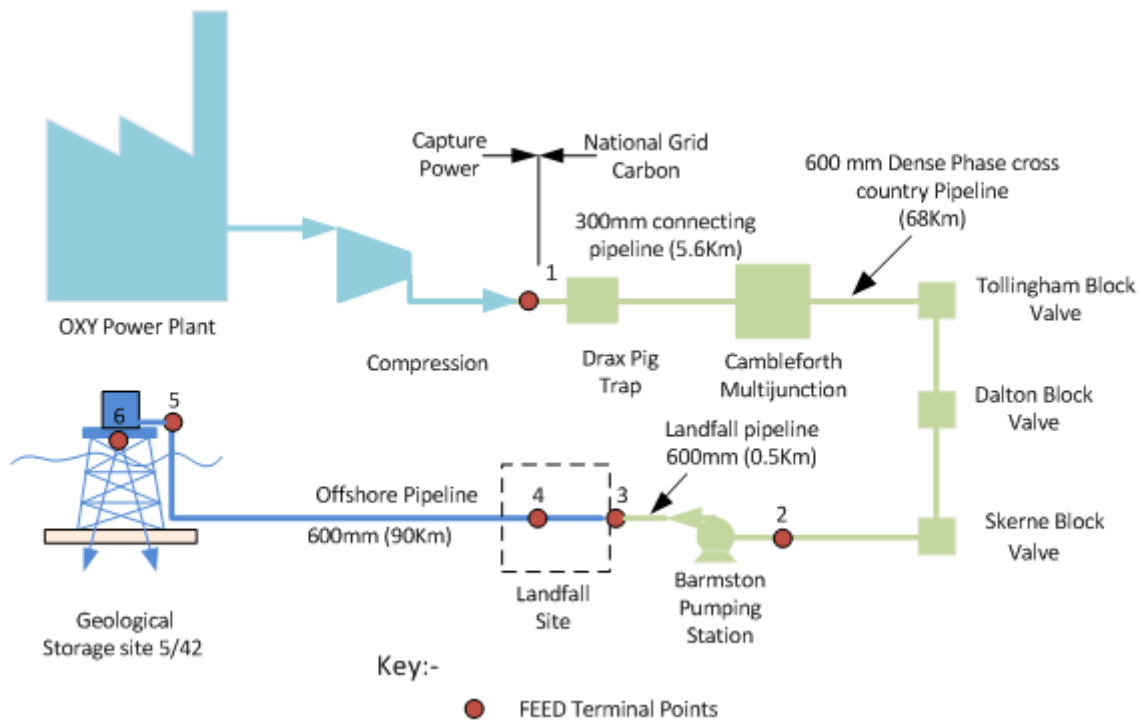 Capture
Power
National Grid
Carbon
600 mm Dense Phase cross
country Pipeline
(68Km)
300mm connecting
pipeline (5.6Km)
1
OXY Power Plant
Compression
Drax Pig
Trap
Cambleforth
Multijunction
Tollingham Block
Valve
Dalton Block
Valve
Skerne Block
Valve
5
6
Landfall pipeline
600mm (0.5Km)
Offshore Pipeline
600mm (90Km)
4
3
2
Landfall
Site
Barmston
Pumping
Station
Geological
Storage site 5/42
Key:-
FEED Terminal Points